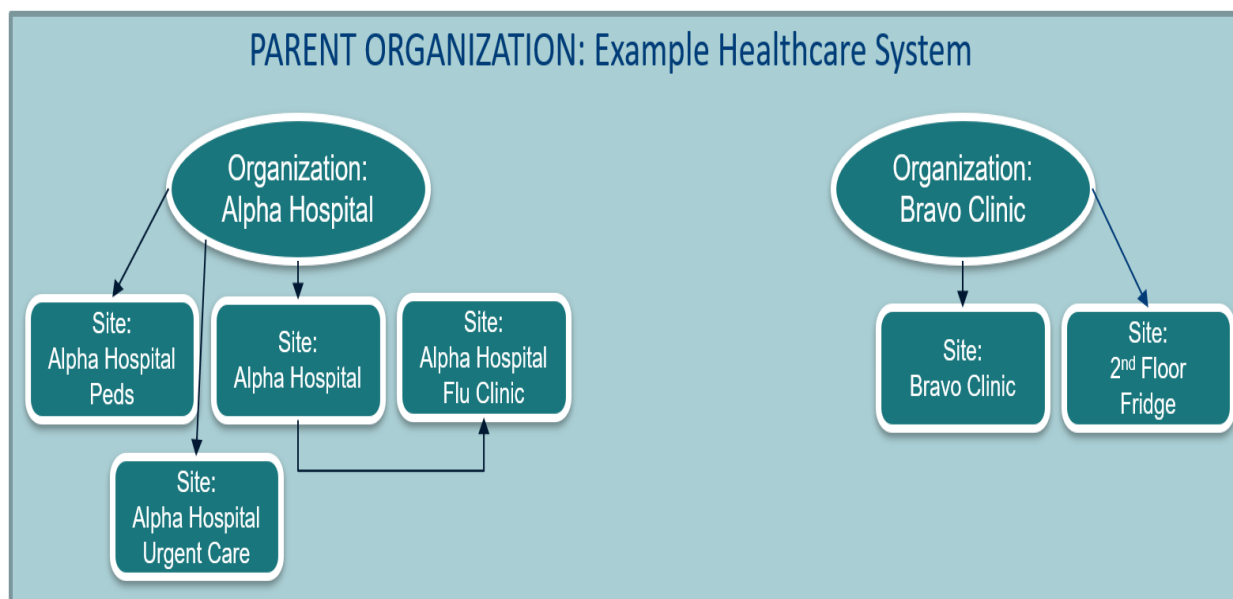 PARENT ORGANIZATION: Example Healthcare System
Organization:
Alpha Hospital
Organization:
Bravo Clinic
Site:
Alpha Hospital
Peds
Site:
Alpha Hospital
Site:
Alpha Hospital
Flu Clinic
Site:
Bravo Clinic
Site:
2nd Floor
Fridge
Site:
Alpha Hospital
Urgent Care